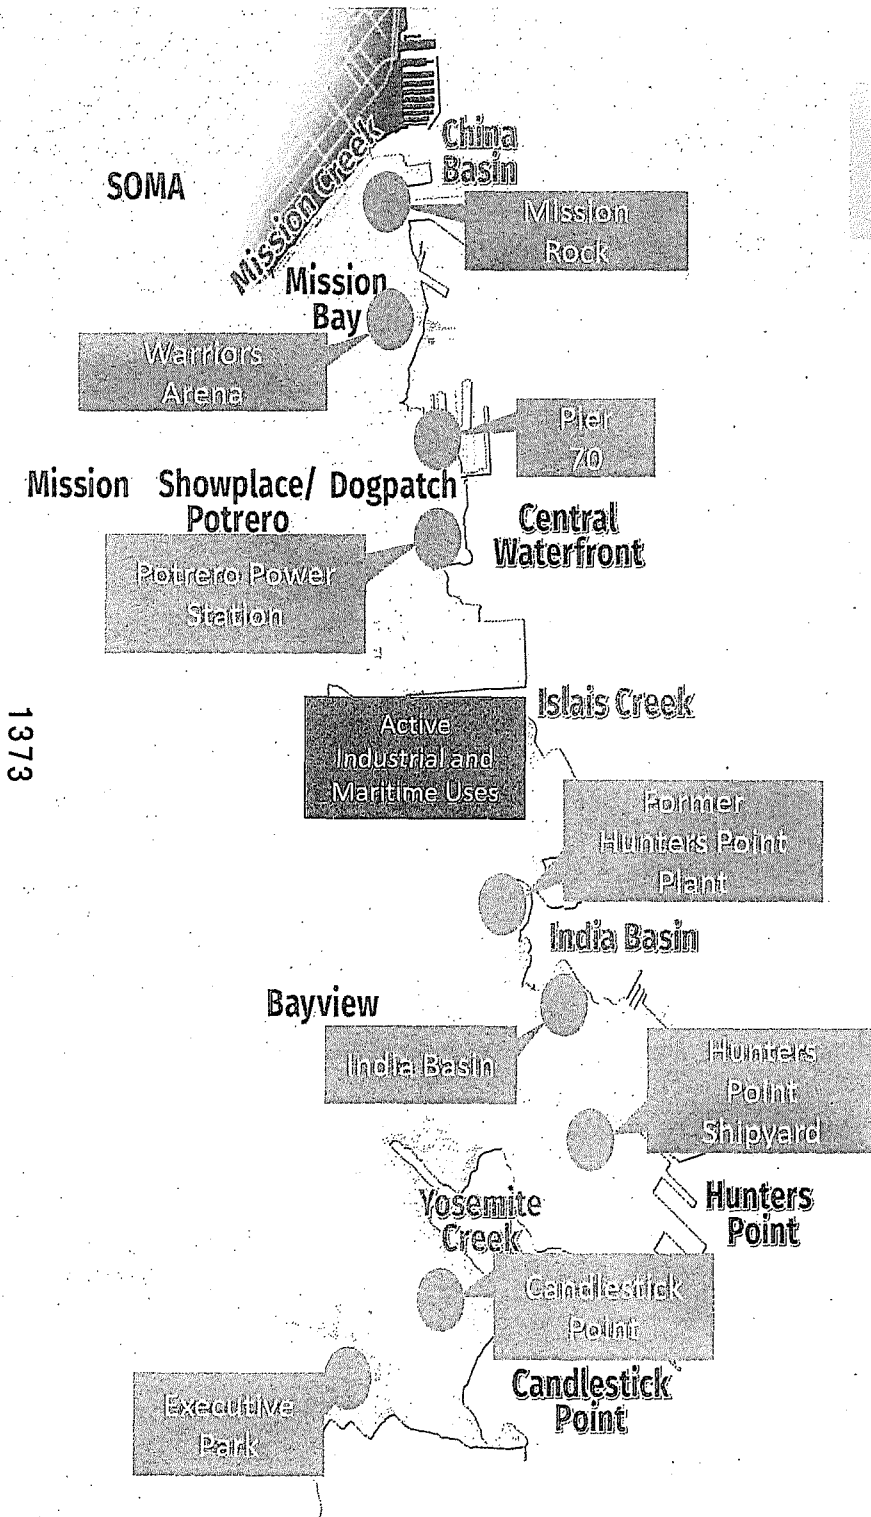 China
Basin
SOMA
Mission Creek
Mission
Rock
Mission
Bay
Warriors
Arena
Pier
70
Mission Showplace/ Dogpatch
Potrero
Central
Waterfront
Potrero Power
Station
1373
Islais Creek
Active
Industrial and
Maritime Uses
Former
Hunters Point
Plant
India Basin
Bayview
India Basin
Hunters
Point
Shipyard
Yosemite
Creek
Hunters
Point
Candlestick
Point
Candlestick
Point
Executive
Park